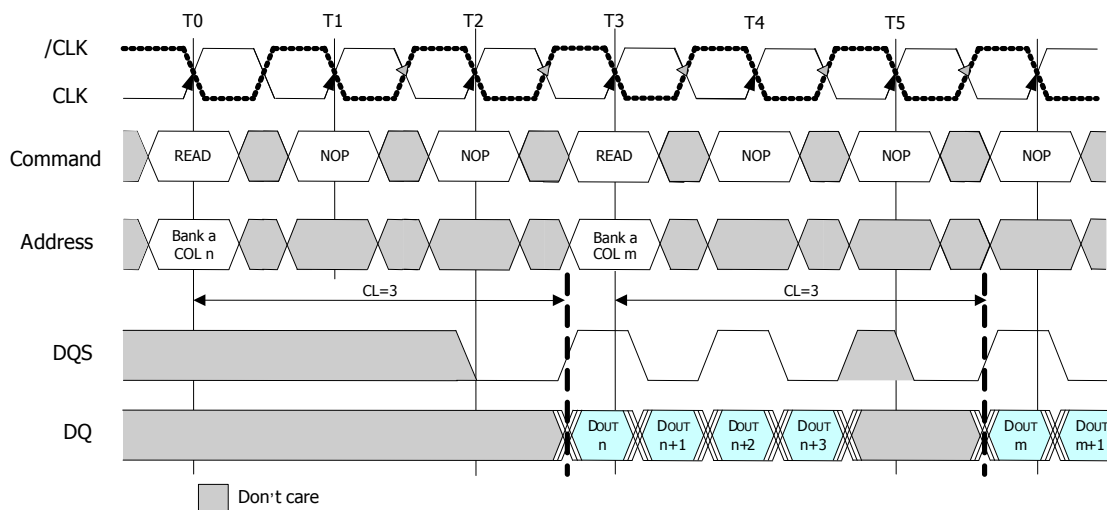 T0 T1 T2 T3 T4 T5
/CLK
CLK
Command READ NOP NOP READ NOP NOP NOP
Address Bank a COL n Bank a COL m
CL=3 CL=3
DQS
DQ DOUT n DOUT n+1 DOUT n+2 DOUT n+3 DOUT m DOUT m+1
Don't care